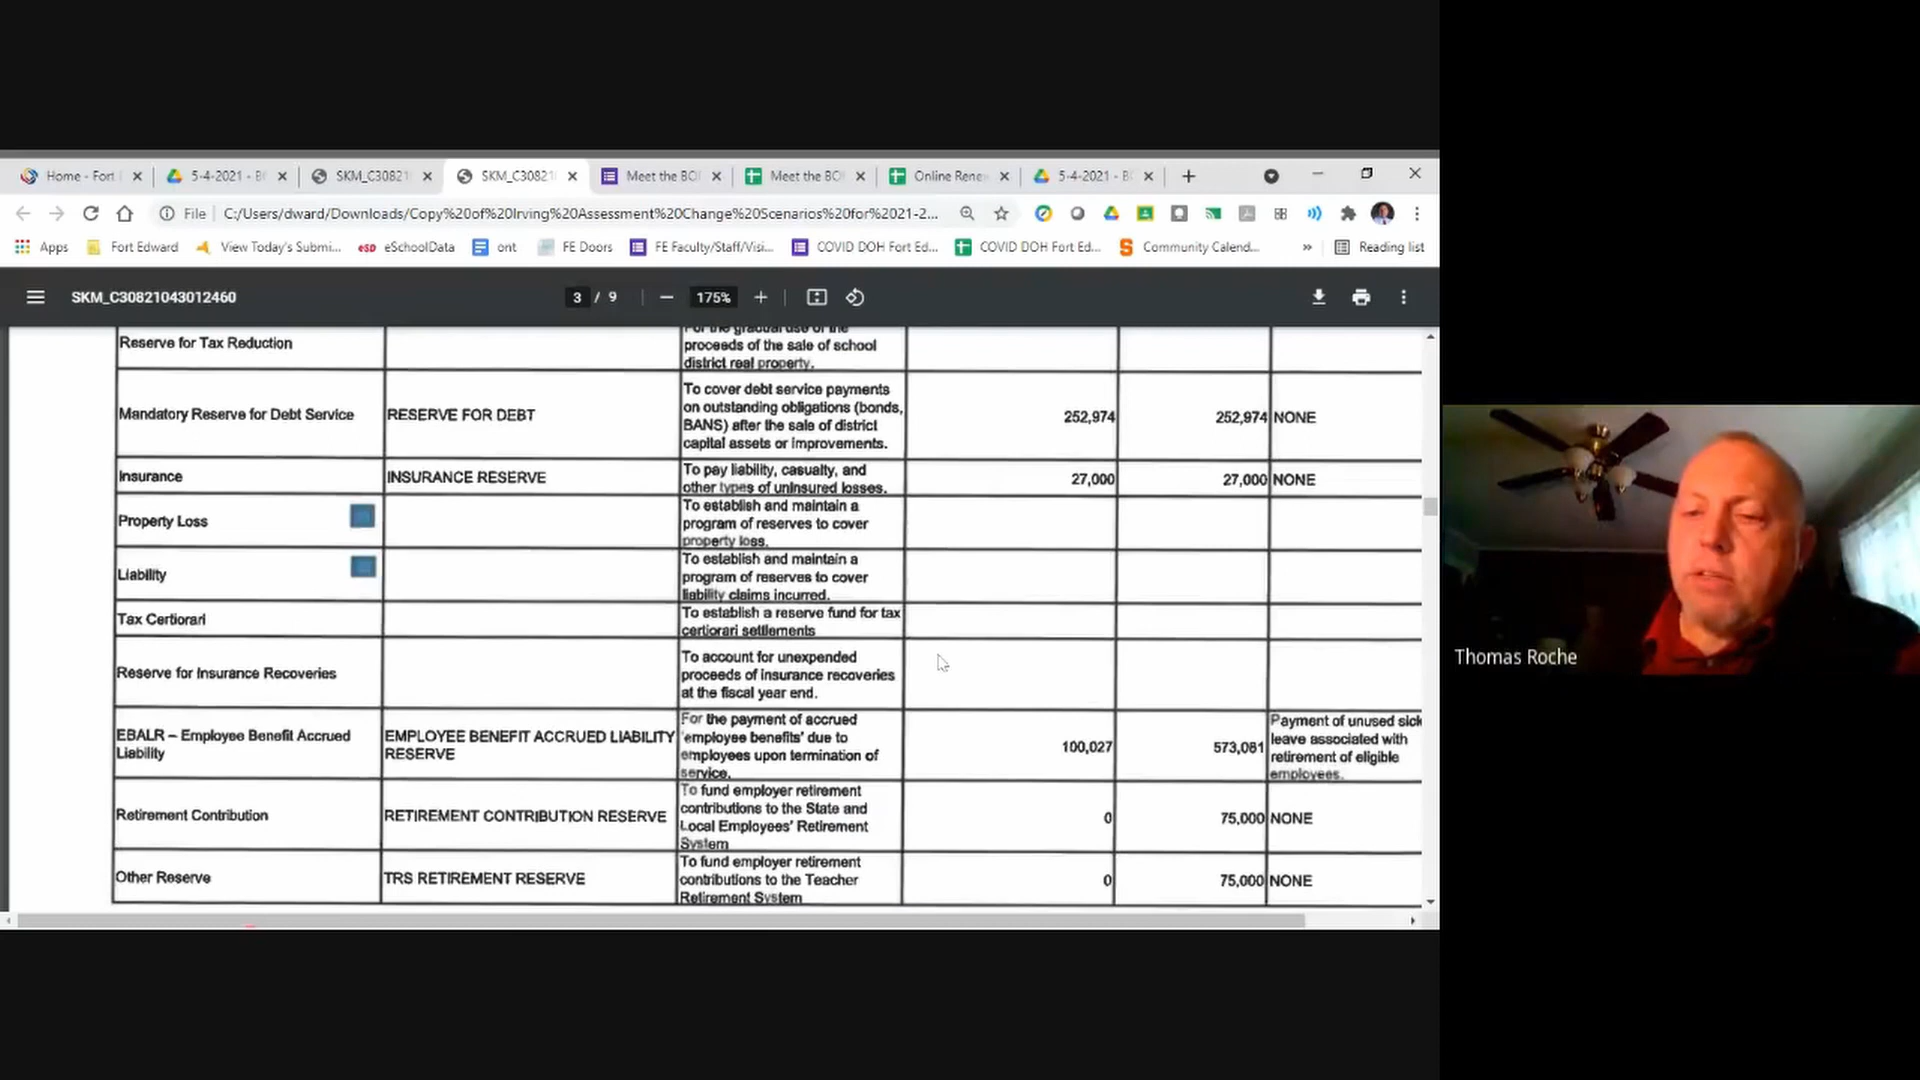 Home - Fort
5-4-2021 - B
SKM_C30821
SKM_C30821
Meet the BO
Meet the BO
Online Rene
5-4-2021 - B
File
C:/Users/dward/Downloads/Copy%20of%20Irving%20Assessment%20Change%20Scenarios%20for%2021-2...
Apps
Fort Edward
View Today's Submi...
esD eSchoolData
ont
FE Doors
FE Faculty/Staff/Visi...
COVID DOH Fort Ed...
COVID DOH Fort Ed...
S Community Calend...
»
Reading list
SKM_C30821043012460
3 / 9
175%
Reserve for Tax Reduction
For the gradual use of the
proceeds of the sale of school
district real property.
Mandatory Reserve for Debt Service
RESERVE FOR DEBT
To cover debt service payments
on outstanding obligations (bonds,
BANS) after the sale of district
capital assets or improvements.
252,974
252,974
NONE
Insurance
INSURANCE RESERVE
To pay liability, casualty, and
other types of uninsured losses.
27,000
27,000
NONE
Property Loss
To establish and maintain a
program of reserves to cover
property loss.
Liability
To establish and maintain a
program of reserves to cover
liability claims incurred.
Tax Certiorari
To establish a reserve fund for tax
certiorari settlements
Reserve for Insurance Recoveries
To account for unexpended
proceeds of insurance recoveries
at the fiscal year end.
EBALR – Employee Benefit Accrued
Liability
EMPLOYEE BENEFIT ACCRUED LIABILITY
RESERVE
For the payment of accrued
'employee benefits' due to
employees upon termination of
service.
100,027
573,081
Payment of unused sick
leave associated with
retirement of eligible
employees.
Retirement Contribution
RETIREMENT CONTRIBUTION RESERVE
To fund employer retirement
contributions to the State and
Local Employees' Retirement
System
0
75,000
NONE
Other Reserve
TRS RETIREMENT RESERVE
To fund employer retirement
contributions to the Teacher
Retirement System
0
75,000
NONE
Thomas Roche